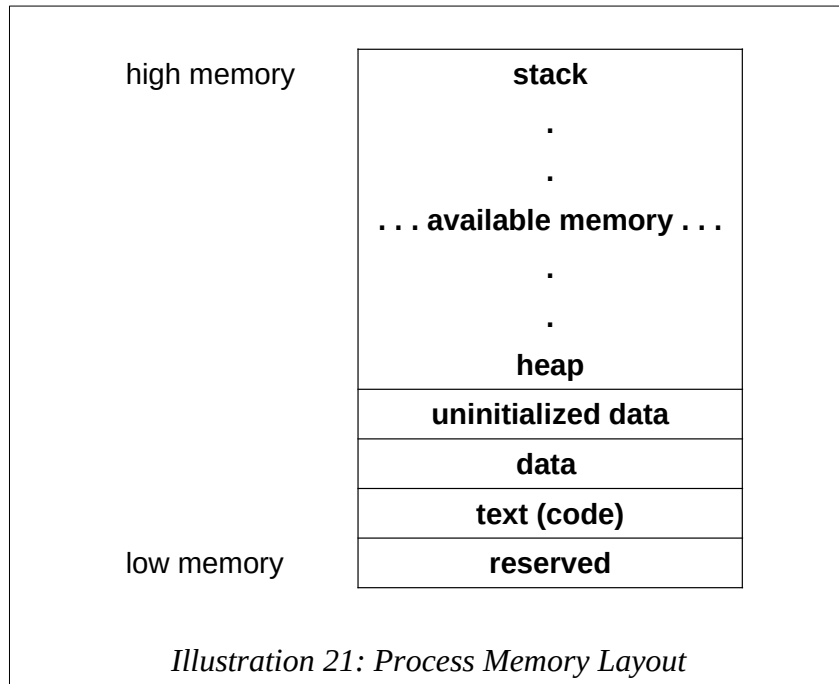 high memory stack
.
.
. . . available memory . . .
.
.
heap
uninitialized data
data
text (code)
low memory reserved
Illustration 21: Process Memory Layout